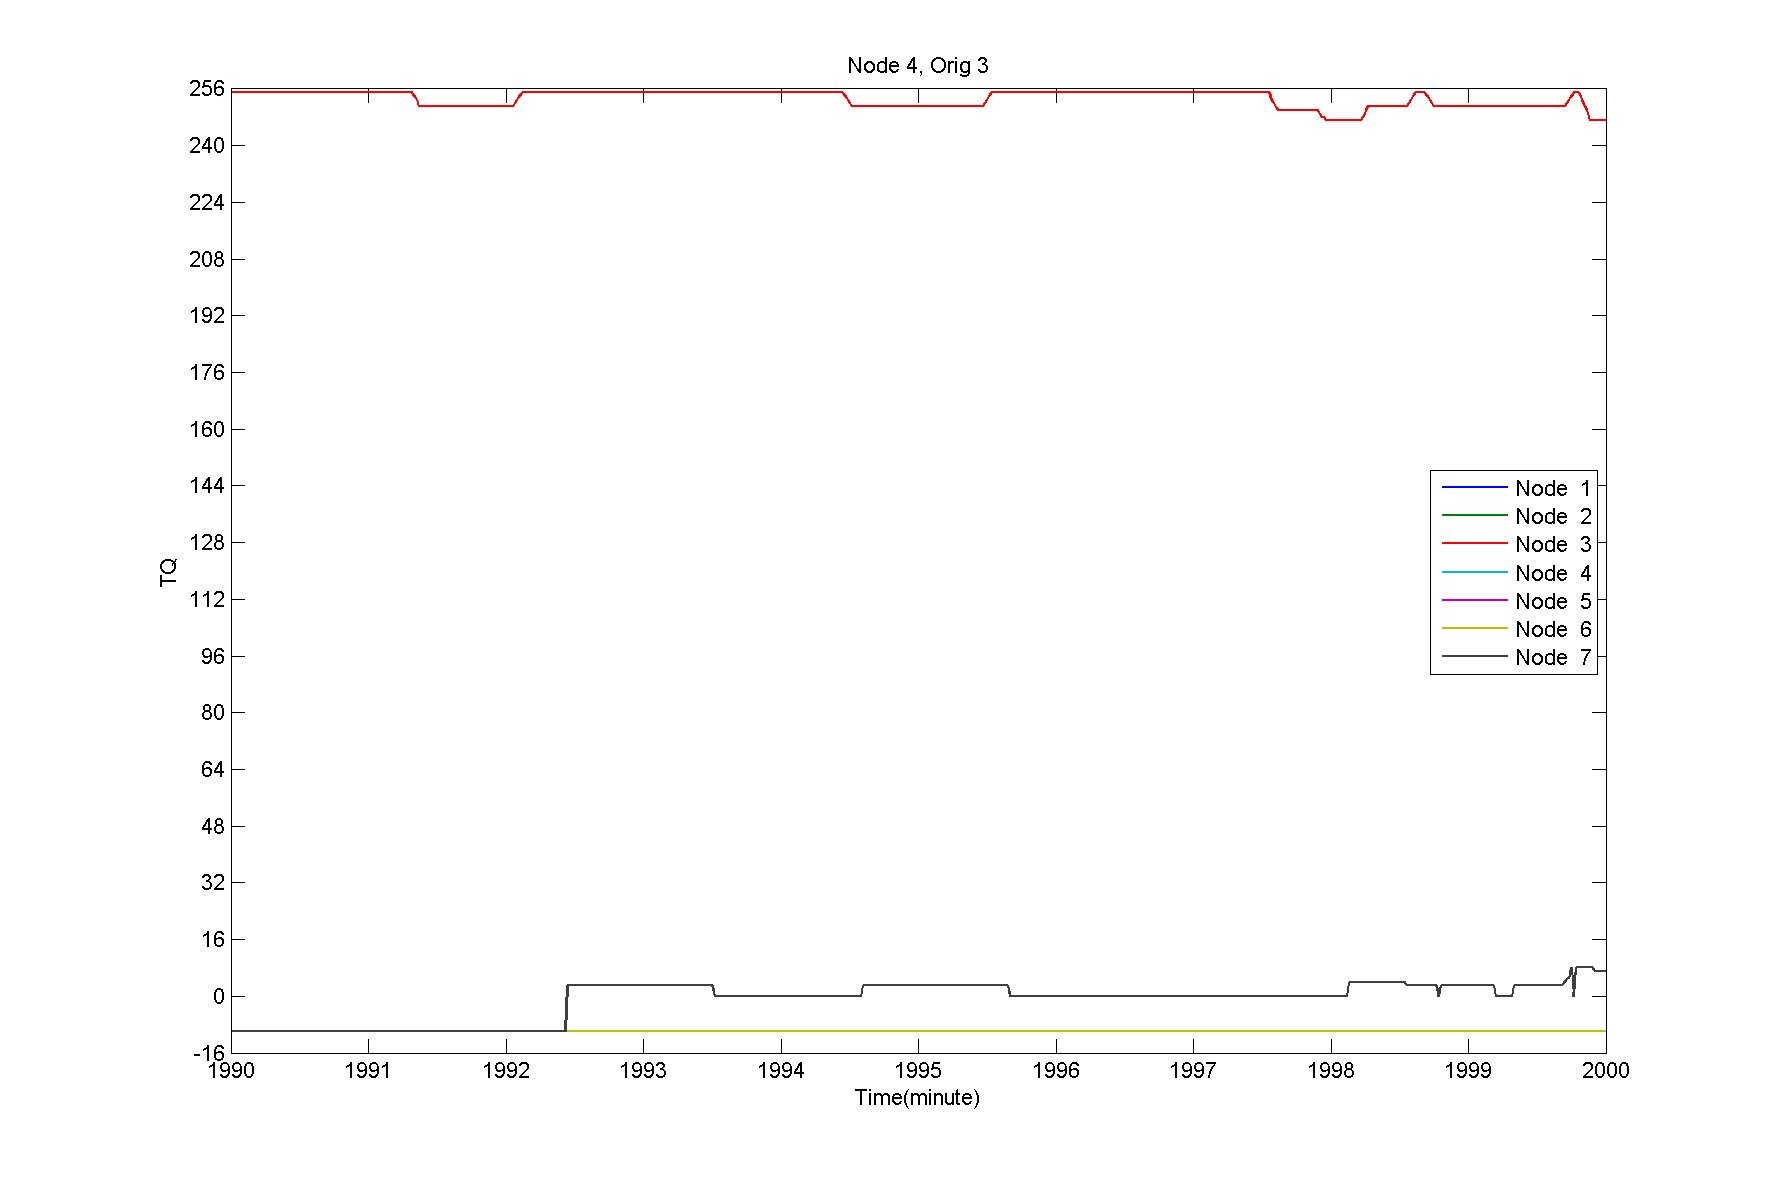 Node 4, Orig 3
256
240
224
208
192
176
160
144
128
112
96
80
64
48
32
16
0
-16
TQ
Node 1
Node 2
Node 3
Node 4
Node 5
Node 6
Node 7
1990 1991 1992 1993 1994 1995 1996 1997 1998 1999 2000
Time(minute)